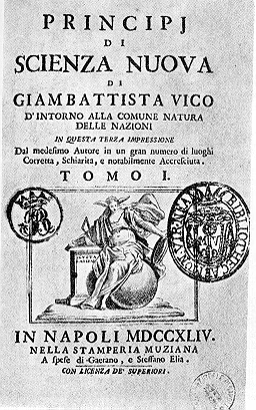 PRINCIPJ
DI
SCIENZA NUOVA
DI
GIAMBATTISTA VICO
D'INTORNO ALLA COMUNE NATURA
DELLE NAZIONI
IN QUESTA TERZA IMPRESSIONE
Dal medesimo Autore in un gran numero di luoghi
Corretta, Schiarita, e notabilmente Accresciuta.
TOMO I.
IN NAPOLI MDCCXLIV.
NELLA STAMPERIA MUZIANA
A spese di Gaetano, e Steffano Elia.
CON LICENZA DE' SUPERIORI.